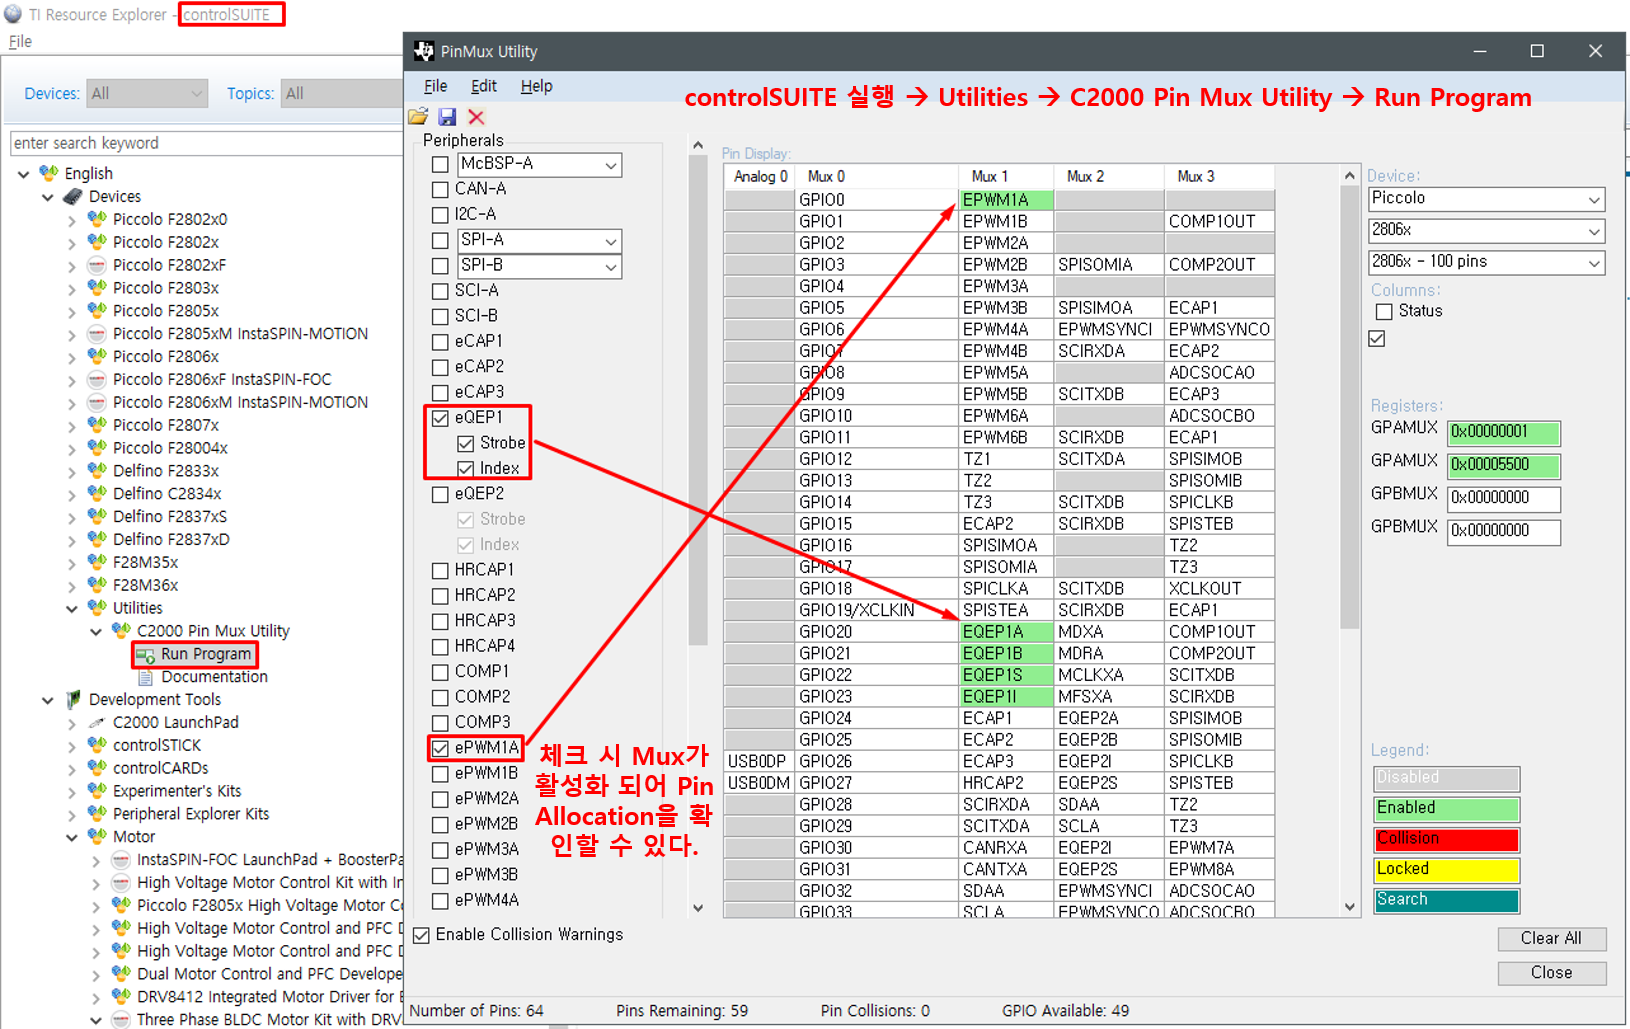 TI Resource Explorer - controlSUITE
File
Devices: All
Topics: All
enter search keyword
English
Devices
Piccolo F2802x0
Piccolo F2802x
Piccolo F2802xF
Piccolo F2803x
Piccolo F2805x
Piccolo F2805xM InstaSPIN-MOTION
Piccolo F2806x
Piccolo F2806xF InstaSPIN-FOC
Piccolo F2806xM InstaSPIN-MOTION
Piccolo F2807x
Piccolo F28004x
Delfino F2833x
Delfino C2834x
Delfino F2837xS
Delfino F2837xD
F28M35x
F28M36x
Utilities
C2000 Pin Mux Utility
Run Program
Documentation
Development Tools
C2000 LaunchPad
controlSTICK
controlCARDs
Experimenter's Kits
Peripheral Explorer Kits
Motor
InstaSPIN-FOC LaunchPad + BoosterPa
High Voltage Motor Control Kit with In
Piccolo F2805x High Voltage Motor Co
High Voltage Motor Control and PFC D
High Voltage Motor Control and PFC D
Dual Motor Control and PFC Develope
DRV8412 Integrated Motor Driver for B
Three Phase BLDC Motor Kit with DRV
PinMux Utility
File Edit Help
controlSUITE 실행 → Utilities → C2000 Pin Mux Utility → Run Program
Peripherals
McBSP-A
CAN-A
I2C-A
SPI-A
SPI-B
SCI-A
SCI-B
eCAP1
eCAP2
eCAP3
eQEP1
Strobe
Index
eQEP2
Strobe
Index
HRCAP1
HRCAP2
HRCAP3
HRCAP4
COMP1
COMP2
COMP3
ePWM1A
ePWM1B
ePWM2A
ePWM2B
ePWM3A
ePWM3B
ePWM4A
체크 시 Mux가
활성화 되어 Pin
Allocation을 확
인할 수 있다.
Enable Collision Warnings
Pin Display:
Analog 0 Mux 0 Mux 1 Mux 2 Mux 3
GPIO0 EPWM1A
GPIO1 EPWM1B COMP1OUT
GPIO2 EPWM2A
GPIO3 EPWM2B SPISOMIA COMP2OUT
GPIO4 EPWM3A
GPIO5 EPWM3B SPISIMOA ECAP1
GPIO6 EPWM4A EPWMSYNCI EPWMSYNCO
GPIO7 EPWM4B SCIRXDA ECAP2
GPIO8 EPWM5A ADCSOCAO
GPIO9 EPWM5B SCITXDB ECAP3
GPIO10 EPWM6A ADCSOCBO
GPIO11 EPWM6B SCIRXDB ECAP1
GPIO12 TZ1 SCITXDA SPISIMOB
GPIO13 TZ2 SPISOMIB
GPIO14 TZ3 SCITXDB SPICLKB
GPIO15 ECAP2 SCIRXDB SPISTEB
GPIO16 SPISIMOA TZ2
GPIO17 SPISOMIA TZ3
GPIO18 SPICLKA SCITXDB XCLKOUT
GPIO19/XCLKIN SPISTEA SCIRXDB ECAP1
GPIO20 EQEP1A MDXA COMP1OUT
GPIO21 EQEP1B MDRA COMP2OUT
GPIO22 EQEP1S MCLKXA SCITXDB
GPIO23 EQEP1I MFSXA SCIRXDB
GPIO24 ECAP1 EQEP2A SPISIMOB
GPIO25 ECAP2 EQEP2B SPISOMIB
USB0DP GPIO26 ECAP3 EQEP2I SPICLKB
USB0DM GPIO27 HRCAP2 EQEP2S SPISTEB
GPIO28 SCIRXDA SDAA TZ2
GPIO29 SCITXDA SCLA TZ3
GPIO30 CANRXA EQEP2I EPWM7A
GPIO31 CANTXA EQEP2S EPWM8A
GPIO32 SDAA EPWMSYNCI ADCSOCAO
GPIO33 SCLA EPWMSYNCO ADCSOCBO
Device:
Piccolo
2806x
2806x - 100 pins
Columns:
Status
Registers:
GPAMUX 0x00000001
GPAMUX 0x00005500
GPBMUX 0x00000000
GPBMUX 0x00000000
Legend:
Disabled
Enabled
Collision
Locked
Search
Clear All
Close
Number of Pins: 64 Pins Remaining: 59 Pin Collisions: 0 GPIO Available: 49